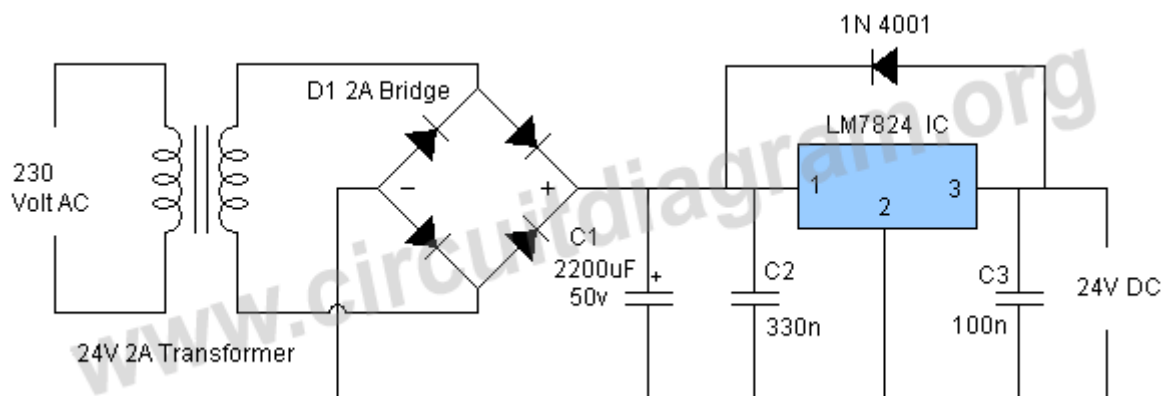 1N 4001
D1 2A Bridge
LM7824 IC
230
Volt AC
−
+
1
2
3
C1
2200uF
50v
+
C2
330n
C3
100n
24V DC
24V 2A Transformer
www.circuitdiagram.org